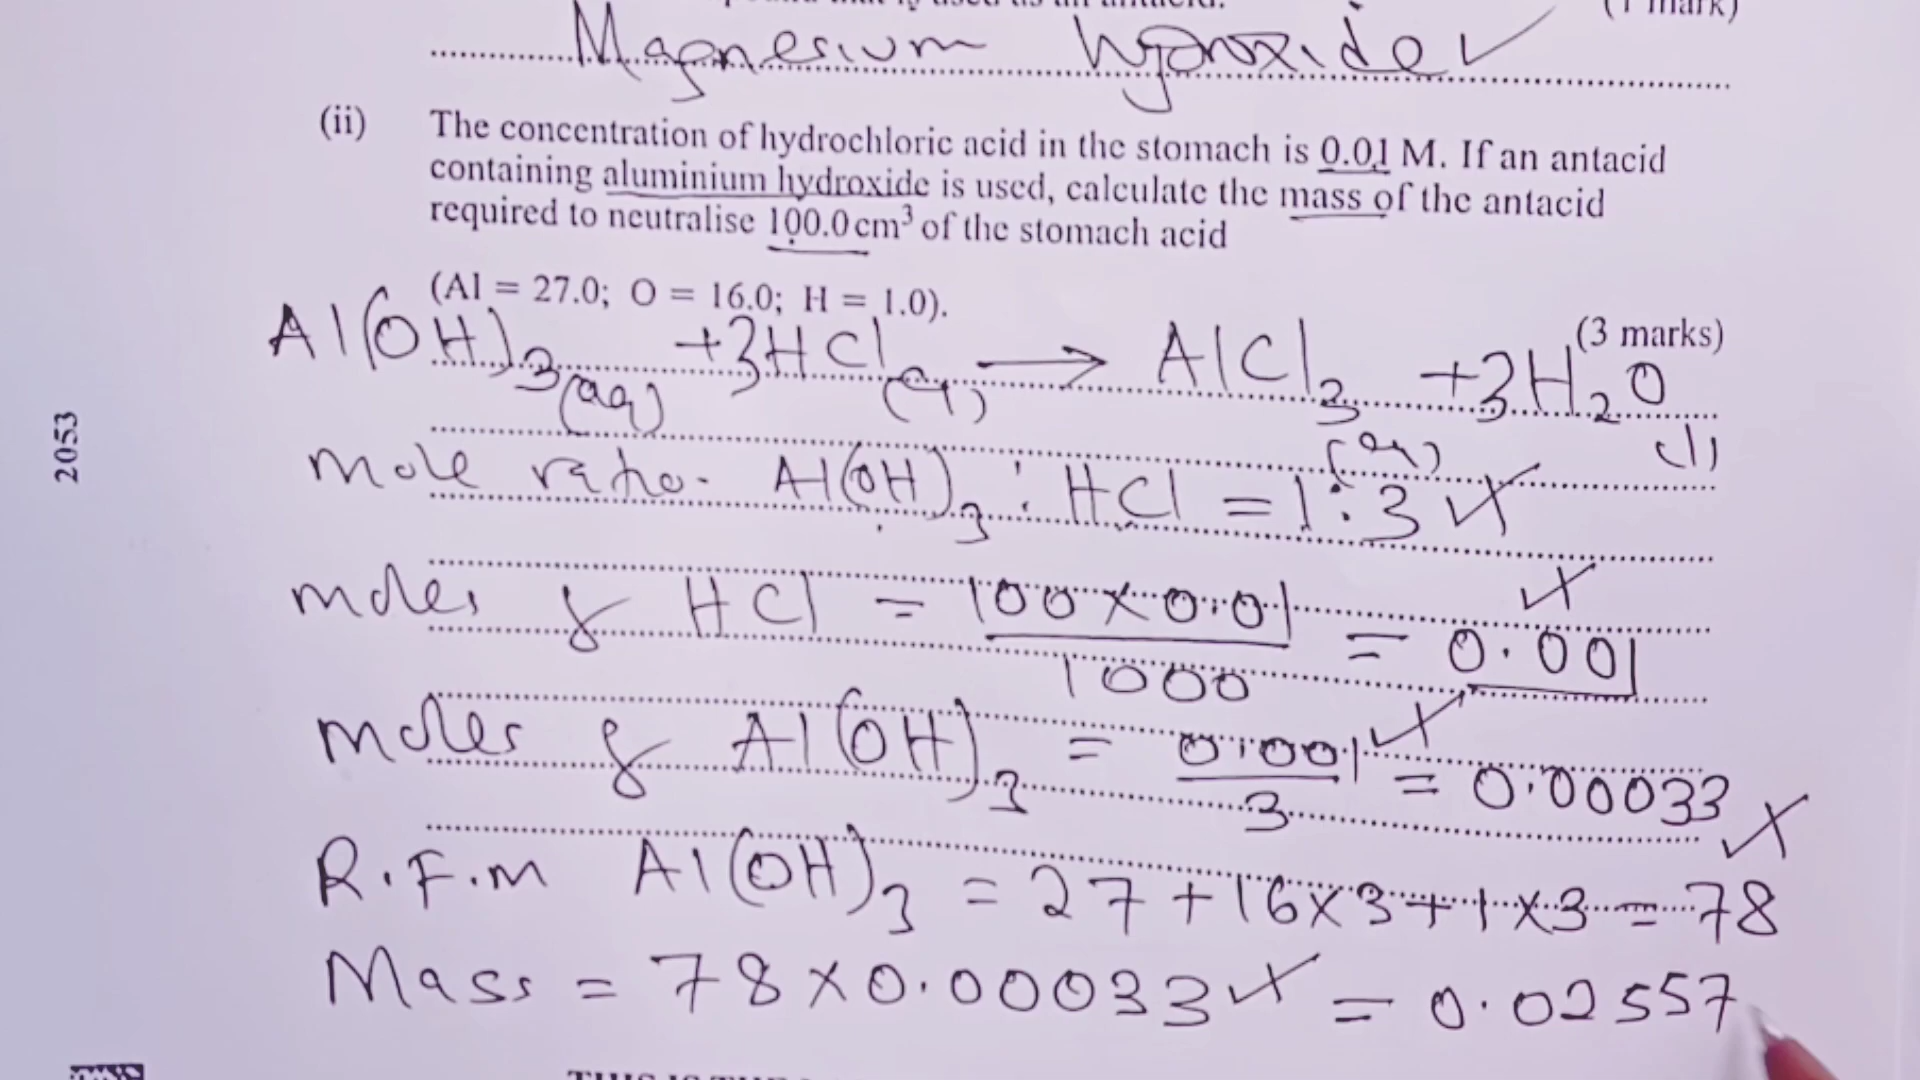 (1 mark)
Magnesium hydroxide ✓
(ii) The concentration of hydrochloric acid in the stomach is 0.01 M. If an antacid
containing aluminium hydroxide is used, calculate the mass of the antacid
required to neutralise 100.0 cm³ of the stomach acid
(Al = 27.0; O = 16.0; H = 1.0).
(3 marks)
Al(OH)₃(aq) + 3HCl(aq) → AlCl₃(aq) + 3H₂O(l)
2053
mole ratio. Al(OH)₃ : HCl = 1:3
moles of HCl = 100 x 0.01 / 1000 = 0.001
moles of Al(OH)₃ = 0.001 / 3 = 0.00033
R.F.m Al(OH)₃ = 27 + 16x3 + 1x3 = 78
Mass = 78 x 0.00033 = 0.02557